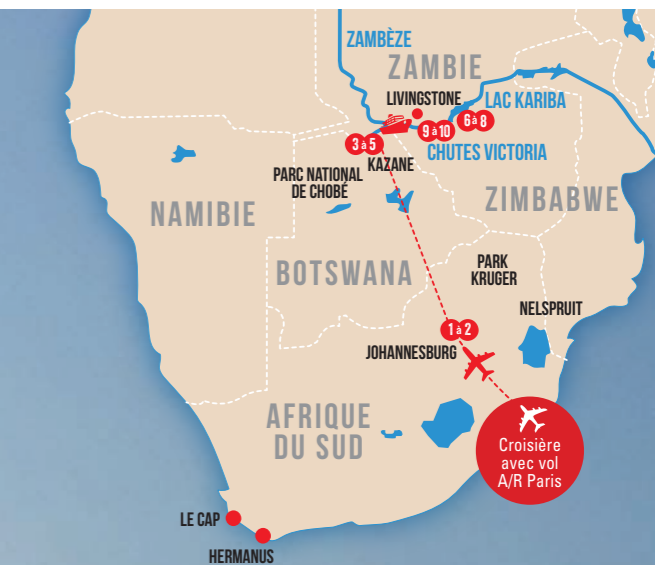 ZAMBÈZE
ZAMBIE
LIVINGSTONE
LAC KARIBA
6 à 8
9 à 10
3 à 5
CHUTES VICTORIA
KAZANE
PARC NATIONAL
DE CHOBÉ
ZIMBABWE
NAMIBIE
BOTSWANA
PARK
KRUGER
NELSPRUIT
1 à 2
JOHANNESBURG
AFRIQUE
DU SUD
Croisière
avec vol
A/R Paris
LE CAP
HERMANUS